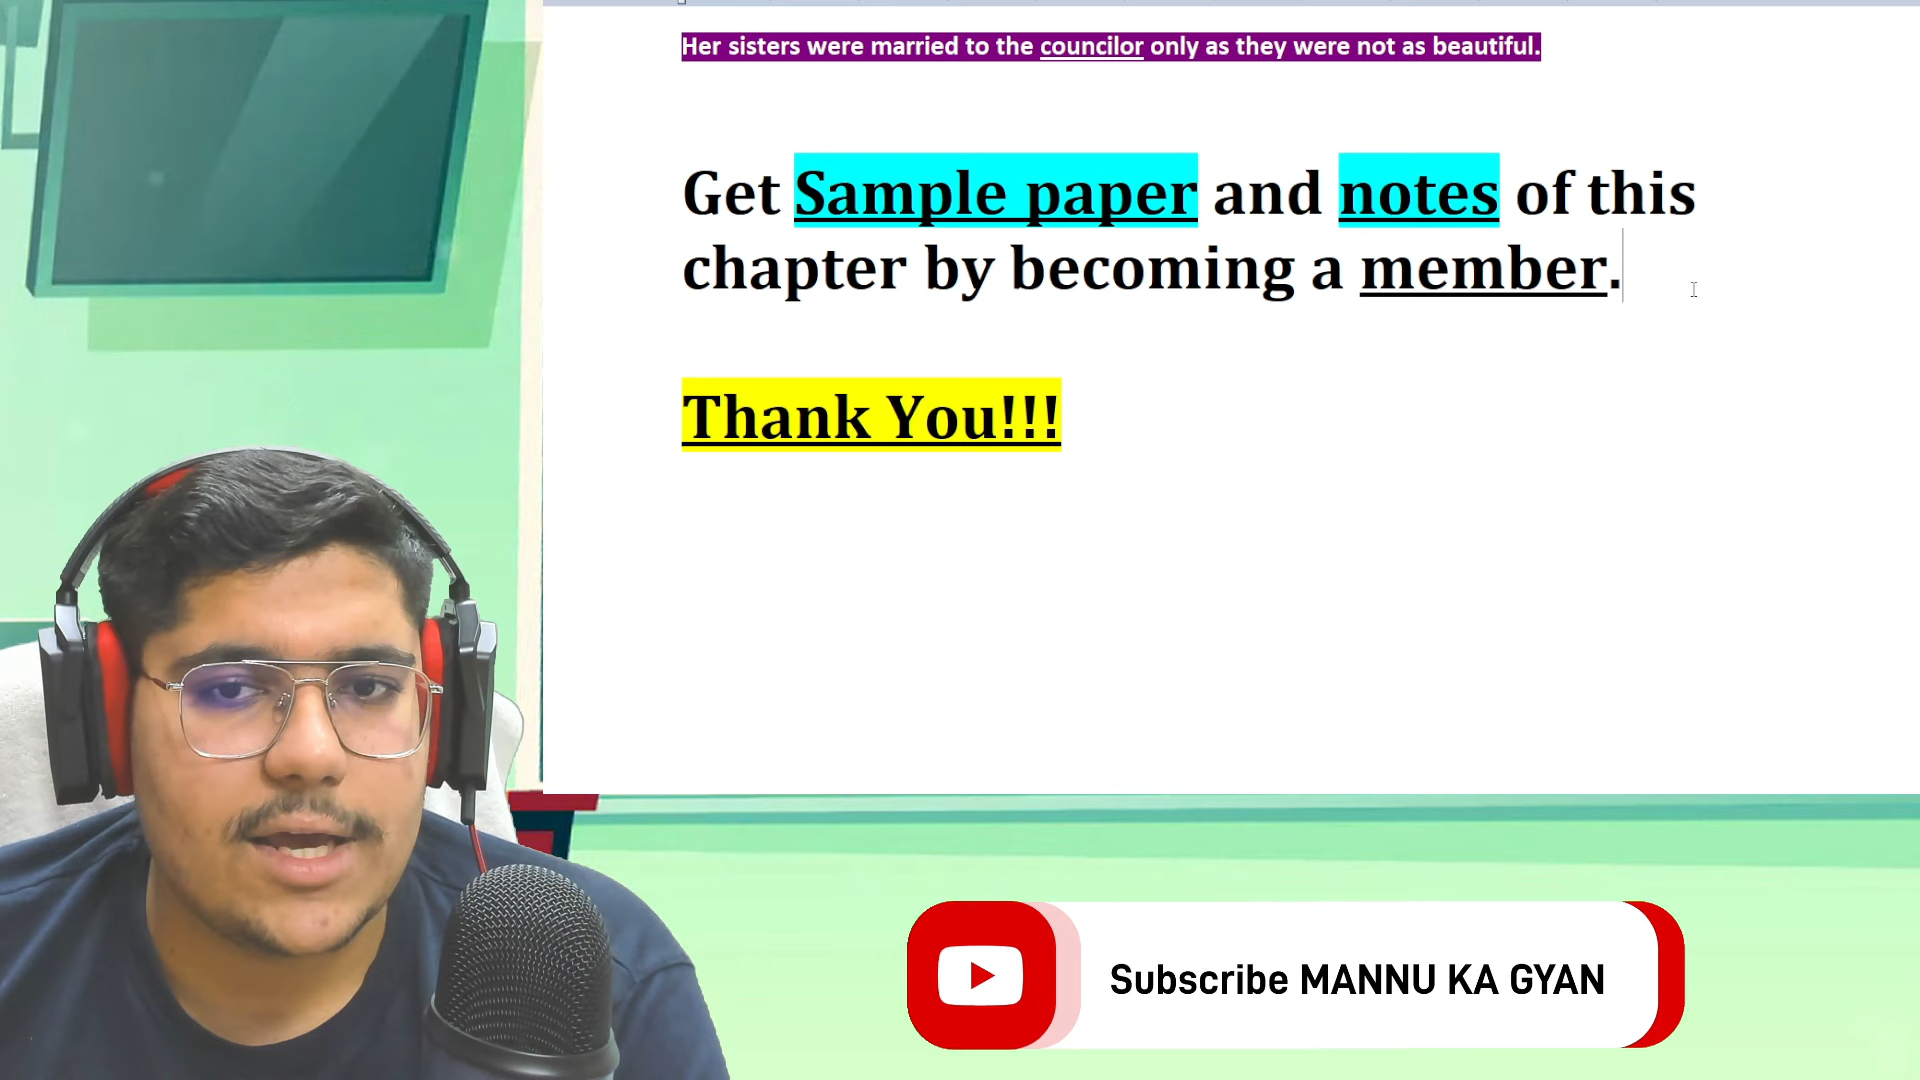 Her sisters were married to the councilor only as they were not as beautiful.
Get Sample paper and notes of this
chapter by becoming a member.
Thank You!!!
Subscribe MANNU KA GYAN